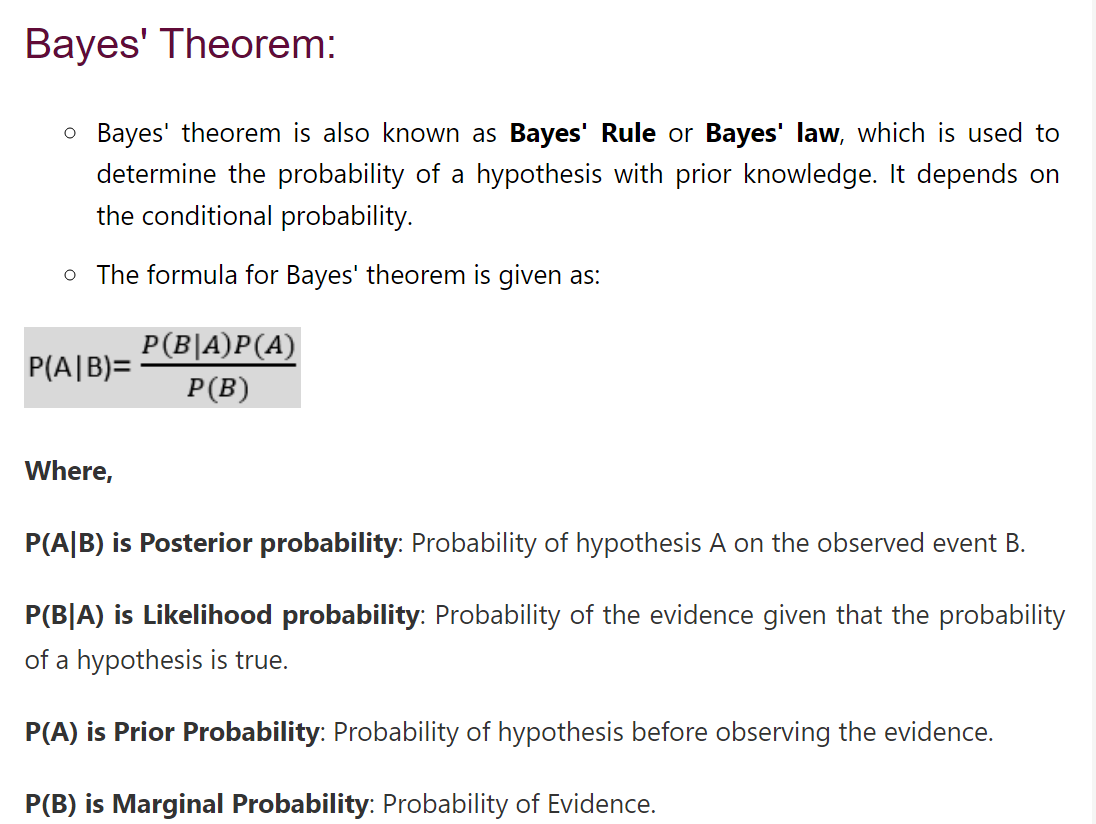 Bayes' Theorem:
○ Bayes' theorem is also known as Bayes' Rule or Bayes' law, which is used to
determine the probability of a hypothesis with prior knowledge. It depends on
the conditional probability.
○ The formula for Bayes' theorem is given as:
P(A|B)= P(B|A)P(A)
P(B)
Where,
P(A|B) is Posterior probability: Probability of hypothesis A on the observed event B.
P(B|A) is Likelihood probability: Probability of the evidence given that the probability
of a hypothesis is true.
P(A) is Prior Probability: Probability of hypothesis before observing the evidence.
P(B) is Marginal Probability: Probability of Evidence.